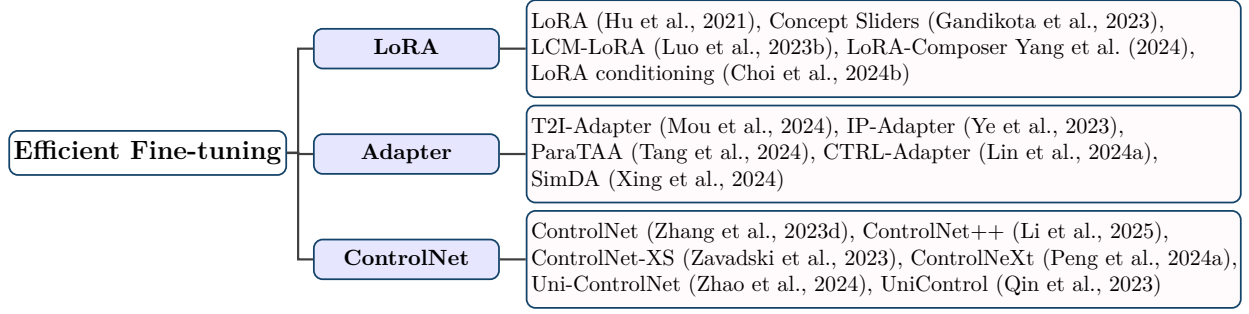 Efficient Fine-tuning
LoRA
LoRA (Hu et al., 2021), Concept Sliders (Gandikota et al., 2023),
LCM-LoRA (Luo et al., 2023b), LoRA-Composer Yang et al. (2024),
LoRA conditioning (Choi et al., 2024b)
Adapter
T2I-Adapter (Mou et al., 2024), IP-Adapter (Ye et al., 2023),
ParaTAA (Tang et al., 2024), CTRL-Adapter (Lin et al., 2024a),
SimDA (Xing et al., 2024)
ControlNet
ControlNet (Zhang et al., 2023d), ControlNet++ (Li et al., 2025),
ControlNet-XS (Zavadski et al., 2023), ControlNeXt (Peng et al., 2024a),
Uni-ControlNet (Zhao et al., 2024), UniControl (Qin et al., 2023)